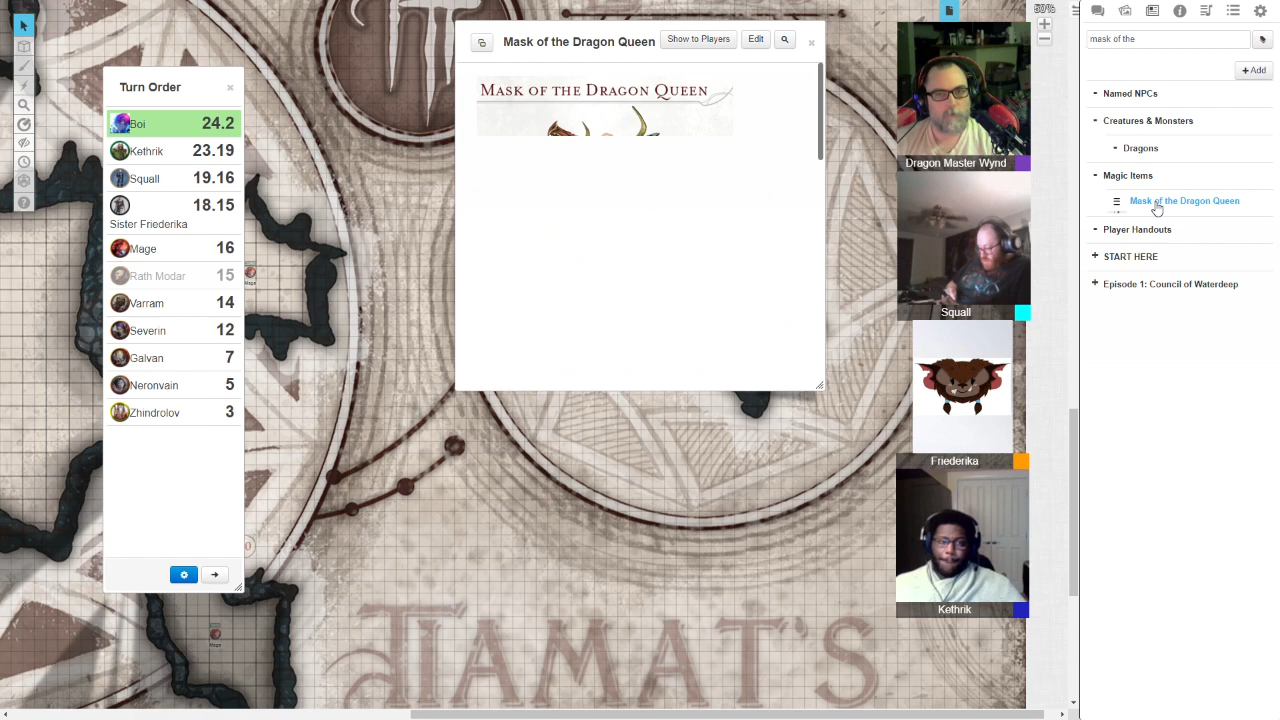 Turn Order
Boi 24.2
Kethrik 23.19
Squall 19.16
18.15
Sister Friederika
Mage 16
Rath Modar 15
Varram 14
Severin 12
Galvan 7
Neronvain 5
Zhindrolov 3
Mask of the Dragon Queen
Show to Players
Edit
MASK OF THE DRAGON QUEEN
Dragon Master Wynd
Squall
Friederika
Kethrik
mask of the
+ Add
Named NPCs
Creatures & Monsters
Dragons
Magic Items
Mask of the Dragon Queen
Player Handouts
START HERE
Episode 1: Council of Waterdeep
Mage
TIAMAT'S